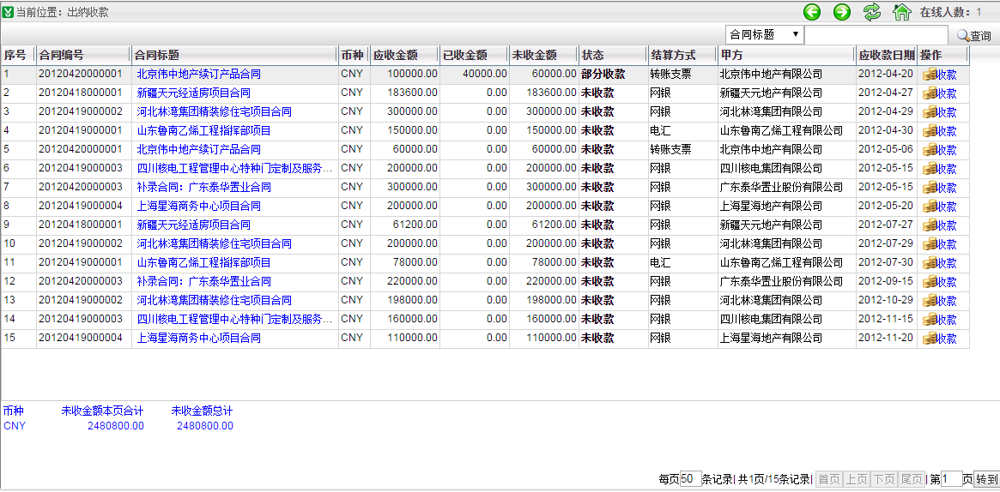 当前位置：出纳收款 在线人数：1
合同标题 查询
序号 合同编号 合同标题 币种 应收金额 已收金额 未收金额 状态 结算方式 甲方 应收款日期 操作
1 20120420000001 北京伟中地产续订产品合同 CNY 100000.00 40000.00 60000.00 部分收款 转账支票 北京伟中地产有限公司 2012-04-20 收款
2 20120418000001 新疆天元经适房项目合同 CNY 183600.00 0.00 183600.00 未收款 网银 新疆天元地产有限公司 2012-04-27 收款
3 20120419000002 河北林湾集团精装修住宅项目合同 CNY 300000.00 0.00 300000.00 未收款 网银 河北林湾集团有限公司 2012-04-29 收款
4 20120419000001 山东鲁南乙烯工程指挥部项目 CNY 150000.00 0.00 150000.00 未收款 电汇 山东鲁南乙烯工程有限公司 2012-04-30 收款
5 20120420000001 北京伟中地产续订产品合同 CNY 60000.00 0.00 60000.00 未收款 转账支票 北京伟中地产有限公司 2012-05-06 收款
6 20120419000003 四川核电工程管理中心特种门定制及服务... CNY 200000.00 0.00 200000.00 未收款 网银 四川核电集团有限公司 2012-05-15 收款
7 20120420000003 补录合同：广东泰华置业合同 CNY 300000.00 0.00 300000.00 未收款 网银 广东泰华置业股份有限公司 2012-05-15 收款
8 20120419000004 上海星海商务中心项目合同 CNY 200000.00 0.00 200000.00 未收款 网银 上海星海地产有限公司 2012-05-20 收款
9 20120418000001 新疆天元经适房项目合同 CNY 61200.00 0.00 61200.00 未收款 网银 新疆天元地产有限公司 2012-07-27 收款
10 20120419000002 河北林湾集团精装修住宅项目合同 CNY 200000.00 0.00 200000.00 未收款 网银 河北林湾集团有限公司 2012-07-29 收款
11 20120419000001 山东鲁南乙烯工程指挥部项目 CNY 78000.00 0.00 78000.00 未收款 电汇 山东鲁南乙烯工程有限公司 2012-07-30 收款
12 20120420000003 补录合同：广东泰华置业合同 CNY 220000.00 0.00 220000.00 未收款 网银 广东泰华置业股份有限公司 2012-09-15 收款
13 20120419000002 河北林湾集团精装修住宅项目合同 CNY 198000.00 0.00 198000.00 未收款 网银 河北林湾集团有限公司 2012-10-29 收款
14 20120419000003 四川核电工程管理中心特种门定制及服务... CNY 160000.00 0.00 160000.00 未收款 网银 四川核电集团有限公司 2012-11-15 收款
15 20120419000004 上海星海商务中心项目合同 CNY 110000.00 0.00 110000.00 未收款 网银 上海星海地产有限公司 2012-11-20 收款
币种 未收金额本页合计 未收金额总计
CNY 2480800.00 2480800.00
每页50条记录| 共1页/15条记录| 首页 上页 下页 尾页 | 第1页 转到